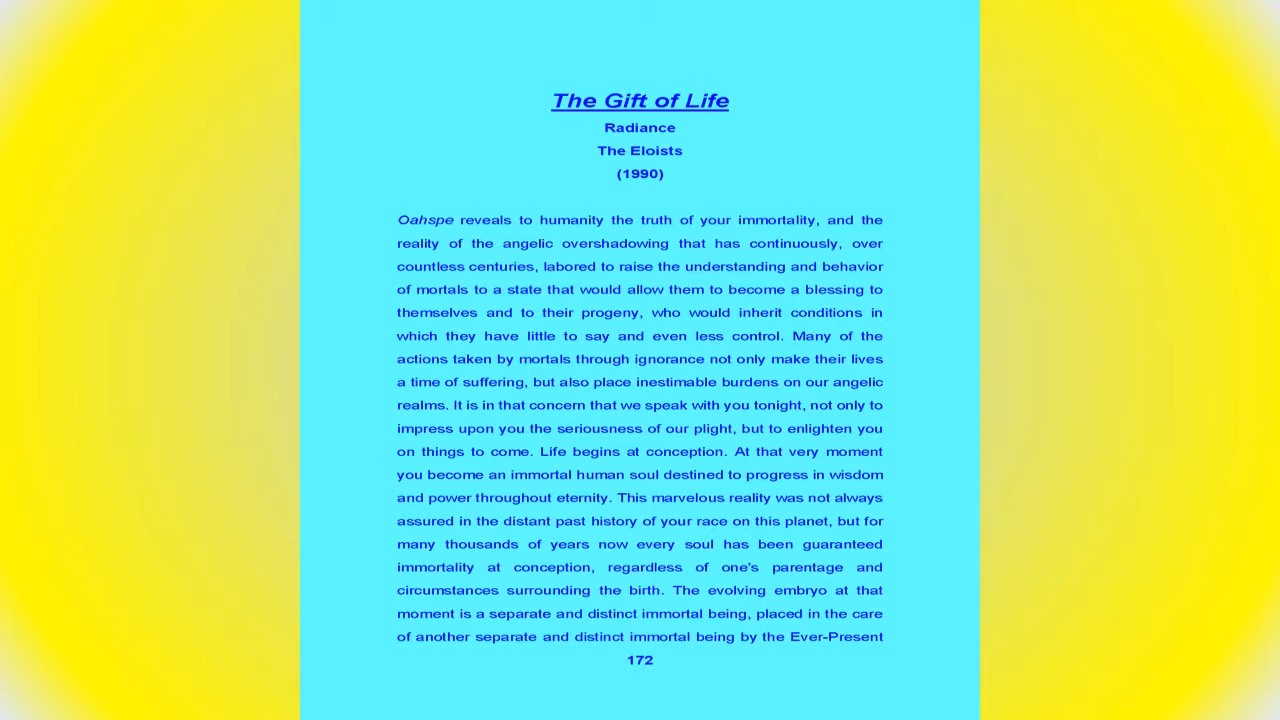 The Gift of Life
Radiance
The Eloists
(1990)
Oahspe reveals to humanity the truth of your immortality, and the
reality of the angelic overshadowing that has continuously, over
countless centuries, labored to raise the understanding and behavior
of mortals to a state that would allow them to become a blessing to
themselves and to their progeny, who would inherit conditions in
which they have little to say and even less control. Many of the
actions taken by mortals through ignorance not only make their lives
a time of suffering, but also place inestimable burdens on our angelic
realms. It is in that concern that we speak with you tonight, not only to
impress upon you the seriousness of our plight, but to enlighten you
on things to come. Life begins at conception. At that very moment
you become an immortal human soul destined to progress in wisdom
and power throughout eternity. This marvelous reality was not always
assured in the distant past history of your race on this planet, but for
many thousands of years now every soul has been guaranteed
immortality at conception, regardless of one's parentage and
circumstances surrounding the birth. The evolving embryo at that
moment is a separate and distinct immortal being, placed in the care
of another separate and distinct immortal being by the Ever-Present
172